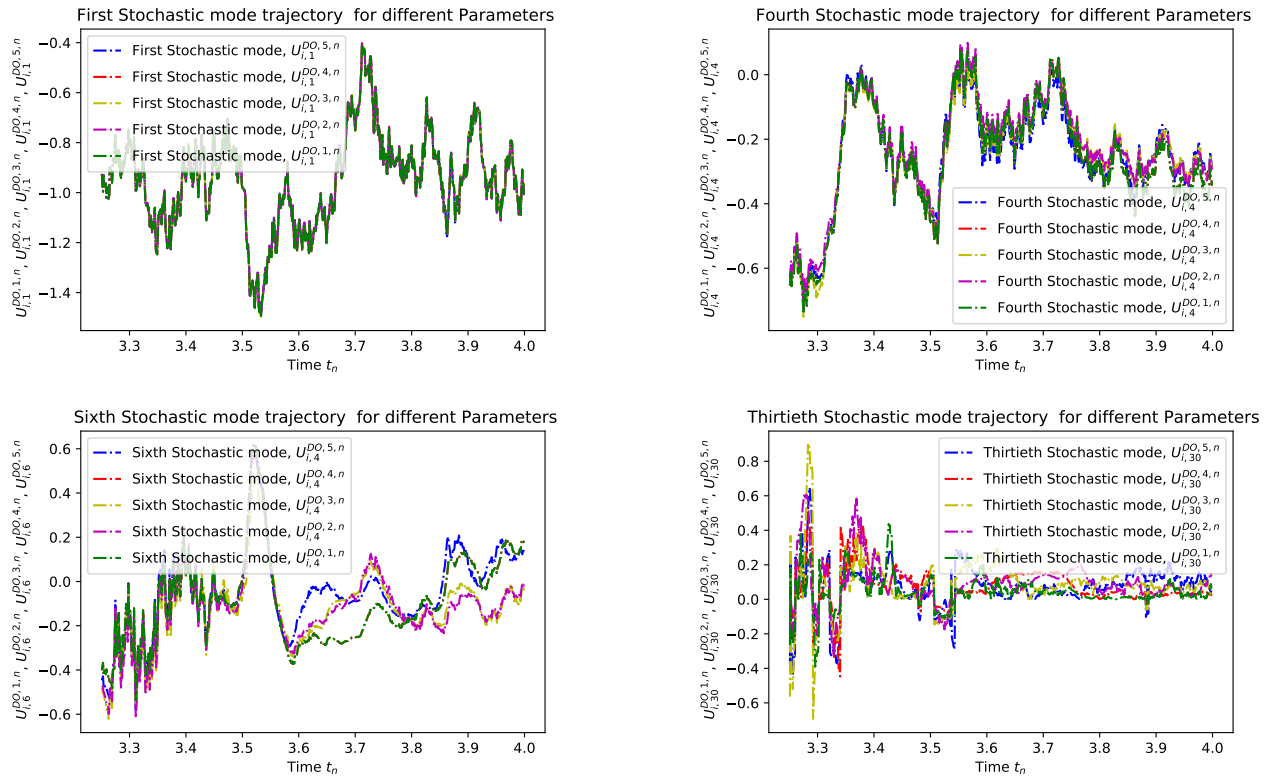 First Stochastic mode trajectory  for different Parameters
U_{i,1}^{DO,1,n}, U_{i,1}^{DO,2,n}, U_{i,1}^{DO,3,n}, U_{i,1}^{DO,4,n}, U_{i,1}^{DO,5,n}
−0.4
−0.6
−0.8
−1.0
−1.2
−1.4
First Stochastic mode, U_{i,1}^{DO,5,n}
First Stochastic mode, U_{i,1}^{DO,4,n}
First Stochastic mode, U_{i,1}^{DO,3,n}
First Stochastic mode, U_{i,1}^{DO,2,n}
First Stochastic mode, U_{i,1}^{DO,1,n}
3.3 3.4 3.5 3.6 3.7 3.8 3.9 4.0
Time t_n
Fourth Stochastic mode trajectory  for different Parameters
U_{i,4}^{DO,1,n}, U_{i,4}^{DO,2,n}, U_{i,4}^{DO,3,n}, U_{i,4}^{DO,4,n}, U_{i,4}^{DO,5,n}
0.0
−0.2
−0.4
−0.6
Fourth Stochastic mode, U_{i,4}^{DO,5,n}
Fourth Stochastic mode, U_{i,4}^{DO,4,n}
Fourth Stochastic mode, U_{i,4}^{DO,3,n}
Fourth Stochastic mode, U_{i,4}^{DO,2,n}
Fourth Stochastic mode, U_{i,4}^{DO,1,n}
3.3 3.4 3.5 3.6 3.7 3.8 3.9 4.0
Time t_n
Sixth Stochastic mode trajectory  for different Parameters
U_{i,6}^{DO,1,n}, U_{i,6}^{DO,2,n}, U_{i,6}^{DO,3,n}, U_{i,6}^{DO,4,n}, U_{i,6}^{DO,5,n}
0.6
0.4
0.2
0.0
−0.2
−0.4
−0.6
Sixth Stochastic mode, U_{i,4}^{DO,5,n}
Sixth Stochastic mode, U_{i,4}^{DO,4,n}
Sixth Stochastic mode, U_{i,4}^{DO,3,n}
Sixth Stochastic mode, U_{i,4}^{DO,2,n}
Sixth Stochastic mode, U_{i,4}^{DO,1,n}
3.3 3.4 3.5 3.6 3.7 3.8 3.9 4.0
Time t_n
Thirtieth Stochastic mode trajectory  for different Parameters
U_{i,30}^{DO,1,n}, U_{i,30}^{DO,2,n}, U_{i,30}^{DO,3,n}, U_{i,30}^{DO,4,n}, U_{i,30}^{DO,5,n}
0.8
0.6
0.4
0.2
0.0
−0.2
−0.4
−0.6
Thirtieth Stochastic mode, U_{i,30}^{DO,5,n}
Thirtieth Stochastic mode, U_{i,30}^{DO,4,n}
Thirtieth Stochastic mode, U_{i,30}^{DO,3,n}
Thirtieth Stochastic mode, U_{i,30}^{DO,2,n}
Thirtieth Stochastic mode, U_{i,30}^{DO,1,n}
3.3 3.4 3.5 3.6 3.7 3.8 3.9 4.0
Time t_n